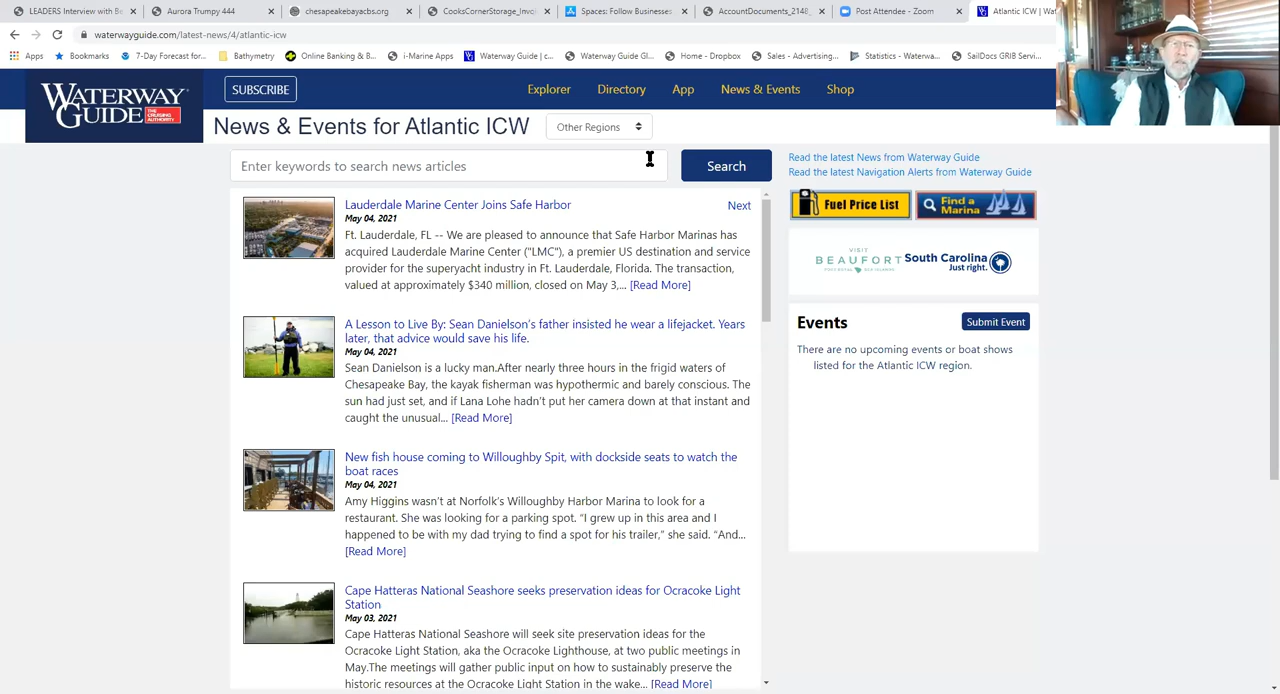 LEADERS Interview with Be
Aurora Trumpy 444
chesapeakebayacbs.org
CooksCornerStorage_Invoi
Spaces: Follow Businesses
AccountDocuments_2148_
Post Attendee - Zoom
Atlantic ICW | Wat
waterwayguide.com/latest-news/4/atlantic-icw
Apps
Bookmarks
7-Day Forecast for...
Bathymetry
Online Banking & B...
i-Marine Apps
Waterway Guide | c...
Waterway Guide Gl...
Home - Dropbox
Sales - Advertising...
Statistics - Waterwa...
SailDocs GRIB Servi...
WATERWAY GUIDE
THE CRUISING AUTHORITY
SUBSCRIBE
Explorer
Directory
App
News & Events
Shop
News & Events for Atlantic ICW
Other Regions
Enter keywords to search news articles
Search
Read the latest News from Waterway Guide
Read the latest Navigation Alerts from Waterway Guide
Fuel Price List
Find a Marina
VISIT
BEAUFORT
South Carolina
Just right.
Events
Submit Event
There are no upcoming events or boat shows
listed for the Atlantic ICW region.
Lauderdale Marine Center Joins Safe Harbor
Next
May 04, 2021
Ft. Lauderdale, FL -- We are pleased to announce that Safe Harbor Marinas has
acquired Lauderdale Marine Center ("LMC"), a premier US destination and service
provider for the superyacht industry in Ft. Lauderdale, Florida. The transaction,
valued at approximately $340 million, closed on May 3,... [Read More]
A Lesson to Live By: Sean Danielson's father insisted he wear a lifejacket. Years
later, that advice would save his life.
May 04, 2021
Sean Danielson is a lucky man.After nearly three hours in the frigid waters of
Chesapeake Bay, the kayak fisherman was hypothermic and barely conscious. The
sun had just set, and if Lana Lohe hadn't put her camera down at that instant and
caught the unusual... [Read More]
New fish house coming to Willoughby Spit, with dockside seats to watch the
boat races
May 04, 2021
Amy Higgins wasn't at Norfolk's Willoughby Harbor Marina to look for a
restaurant. She was looking for a parking spot. "I grew up in this area and I
happened to be with my dad trying to find a spot for his trailer," she said. "And...
[Read More]
Cape Hatteras National Seashore seeks preservation ideas for Ocracoke Light
Station
May 03, 2021
Cape Hatteras National Seashore will seek site preservation ideas for the
Ocracoke Light Station, aka the Ocracoke Lighthouse, at two public meetings in
May.The meetings will gather public input on how to sustainably preserve the
historic resources at the Ocracoke Light Station in the wake... [Read More]